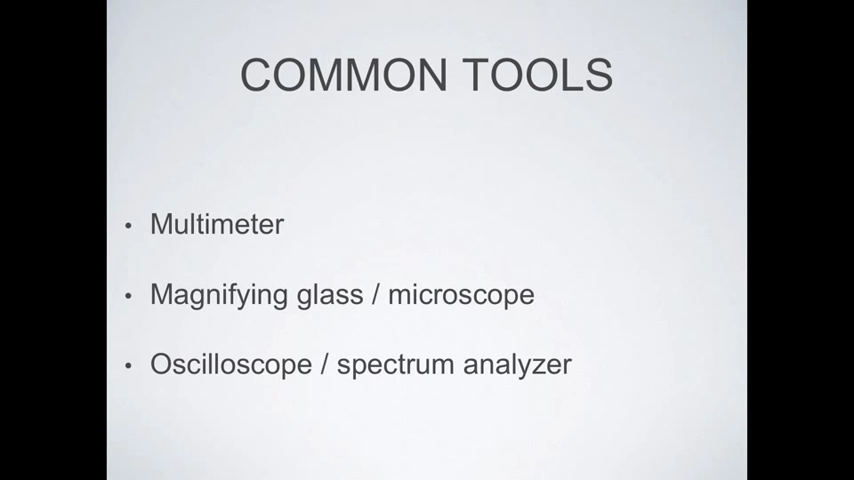 COMMON TOOLS
• Multimeter
• Magnifying glass / microscope
• Oscilloscope / spectrum analyzer